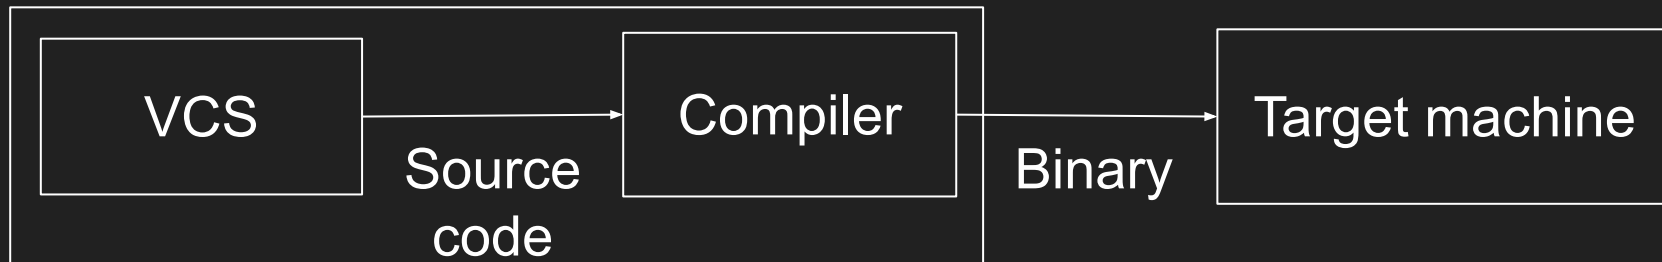 VCS
Source
code
Compiler
Binary
Target machine